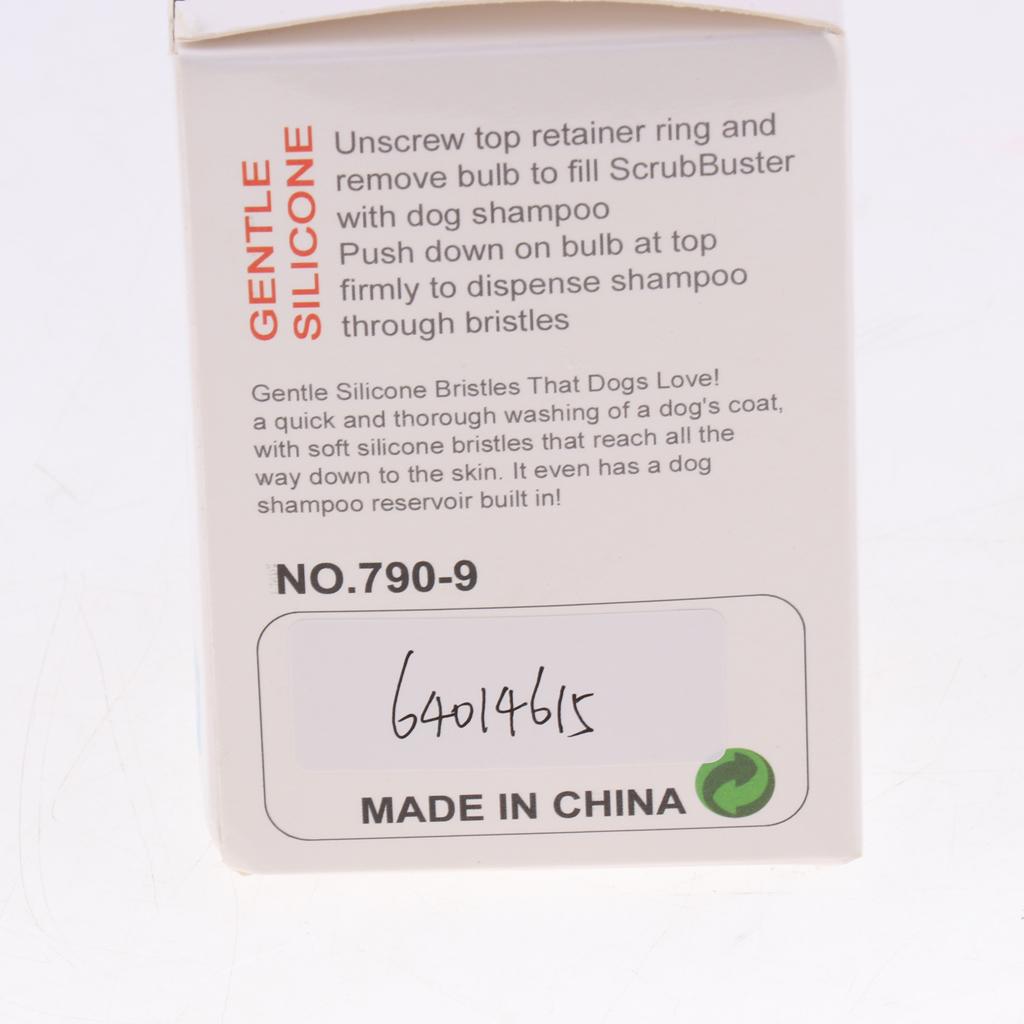 GENTLE
SILICONE
Unscrew top retainer ring and
remove bulb to fill ScrubBuster
with dog shampoo
Push down on bulb at top
firmly to dispense shampoo
through bristles
Gentle Silicone Bristles That Dogs Love!
a quick and thorough washing of a dog's coat,
with soft silicone bristles that reach all the
way down to the skin. It even has a dog
shampoo reservoir built in!
NO.790-9
64014615
MADE IN CHINA